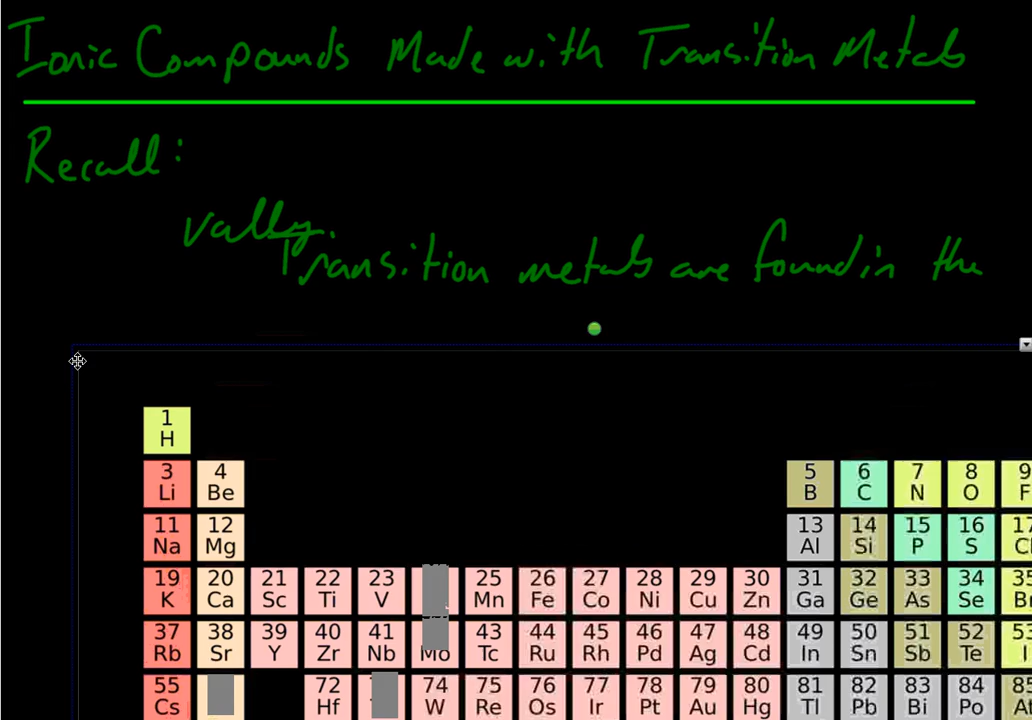 Ionic Compounds Made with Transition Metals
Recall:
vally.
Transition metals are found in the
1
H
3 4 5 6 7 8 9
Li Be B C N O F
11 12 13 14 15 16 17
Na Mg Al Si P S
19 20 21 22 23 25 26 27 28 29 30 31 32 33 34
K Ca Sc Ti V Mn Fe Co Ni Cu Zn Ga Ge As Se
37 38 39 40 41 43 44 45 46 47 48 49 50 51 52
Rb Sr Y Zr Nb Mo Tc Ru Rh Pd Ag Cd In Sn Sb Te I
55 72 74 75 76 77 78 79 80 81 82 83 84
Cs Hf W Re Os Ir Pt Au Hg Tl Pb Bi Po